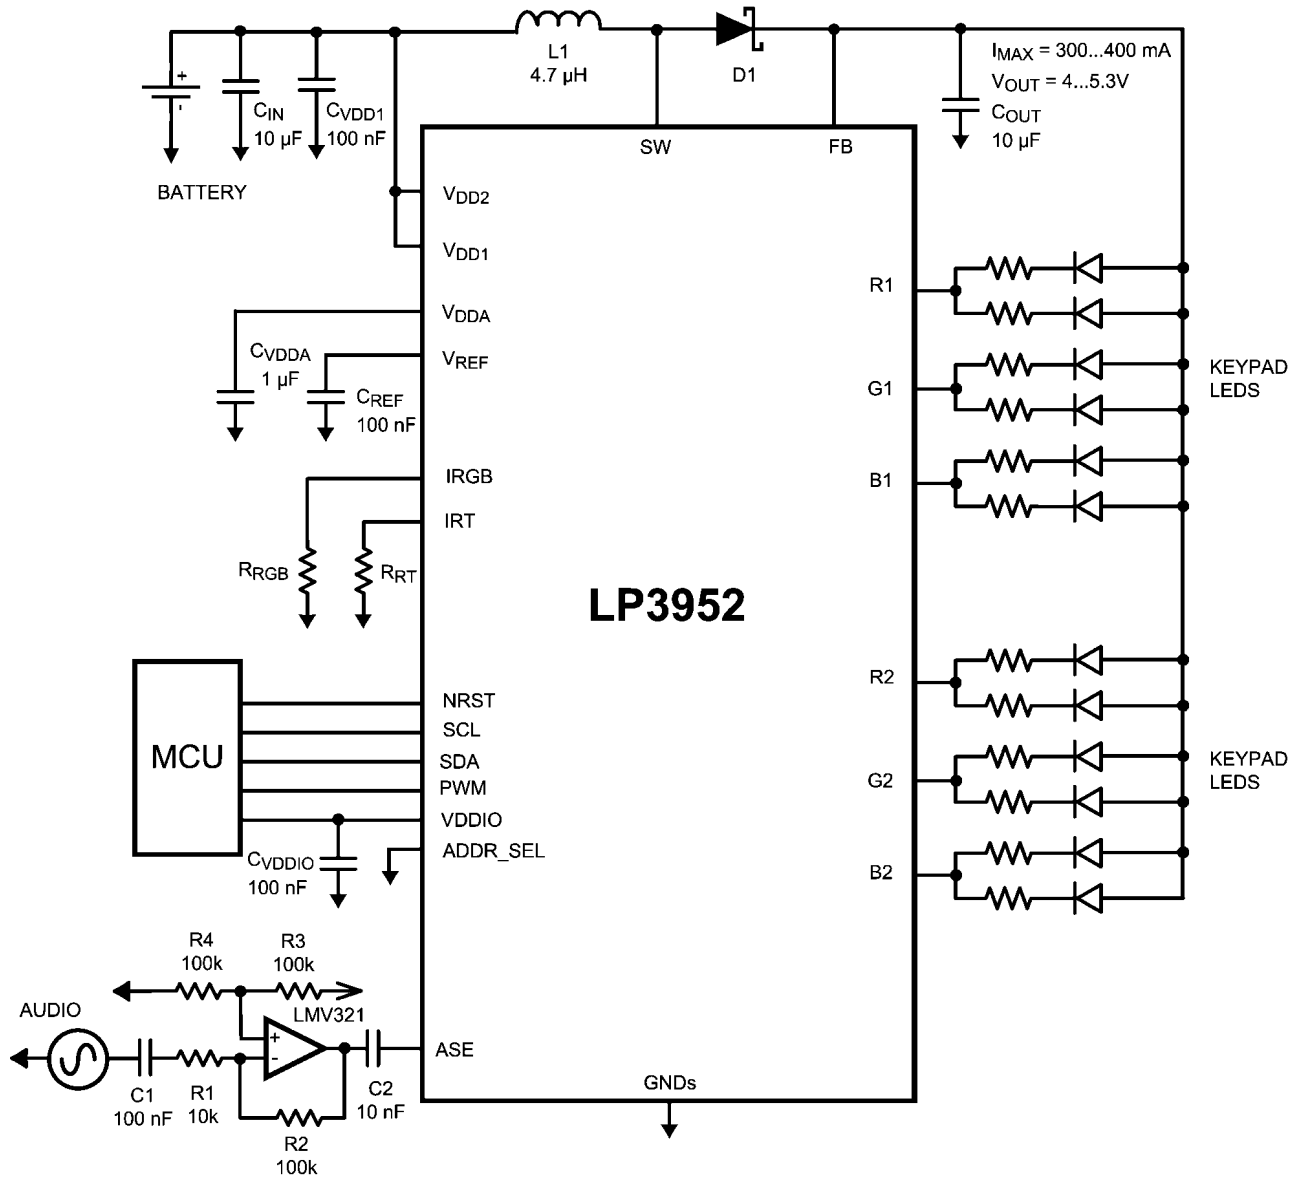 L1
4.7 µH
D1
IMAX = 300...400 mA
VOUT = 4...5.3V
COUT
10 µF
+
-
CIN
10 µF
CVDD1
100 nF
BATTERY
SW
FB
VDD2
VDD1
VDDA
VREF
CVDDA
1 µF
CREF
100 nF
IRGB
IRT
RRGB
RRT
R1
G1
B1
KEYPAD
LEDS
LP3952
MCU
NRST
SCL
SDA
PWM
VDDIO
ADDR_SEL
CVDDIO
100 nF
R2
G2
B2
KEYPAD
LEDS
R4
100k
R3
100k
LMV321
AUDIO
+
-
ASE
C1
100 nF
R1
10k
R2
100k
C2
10 nF
GNDs